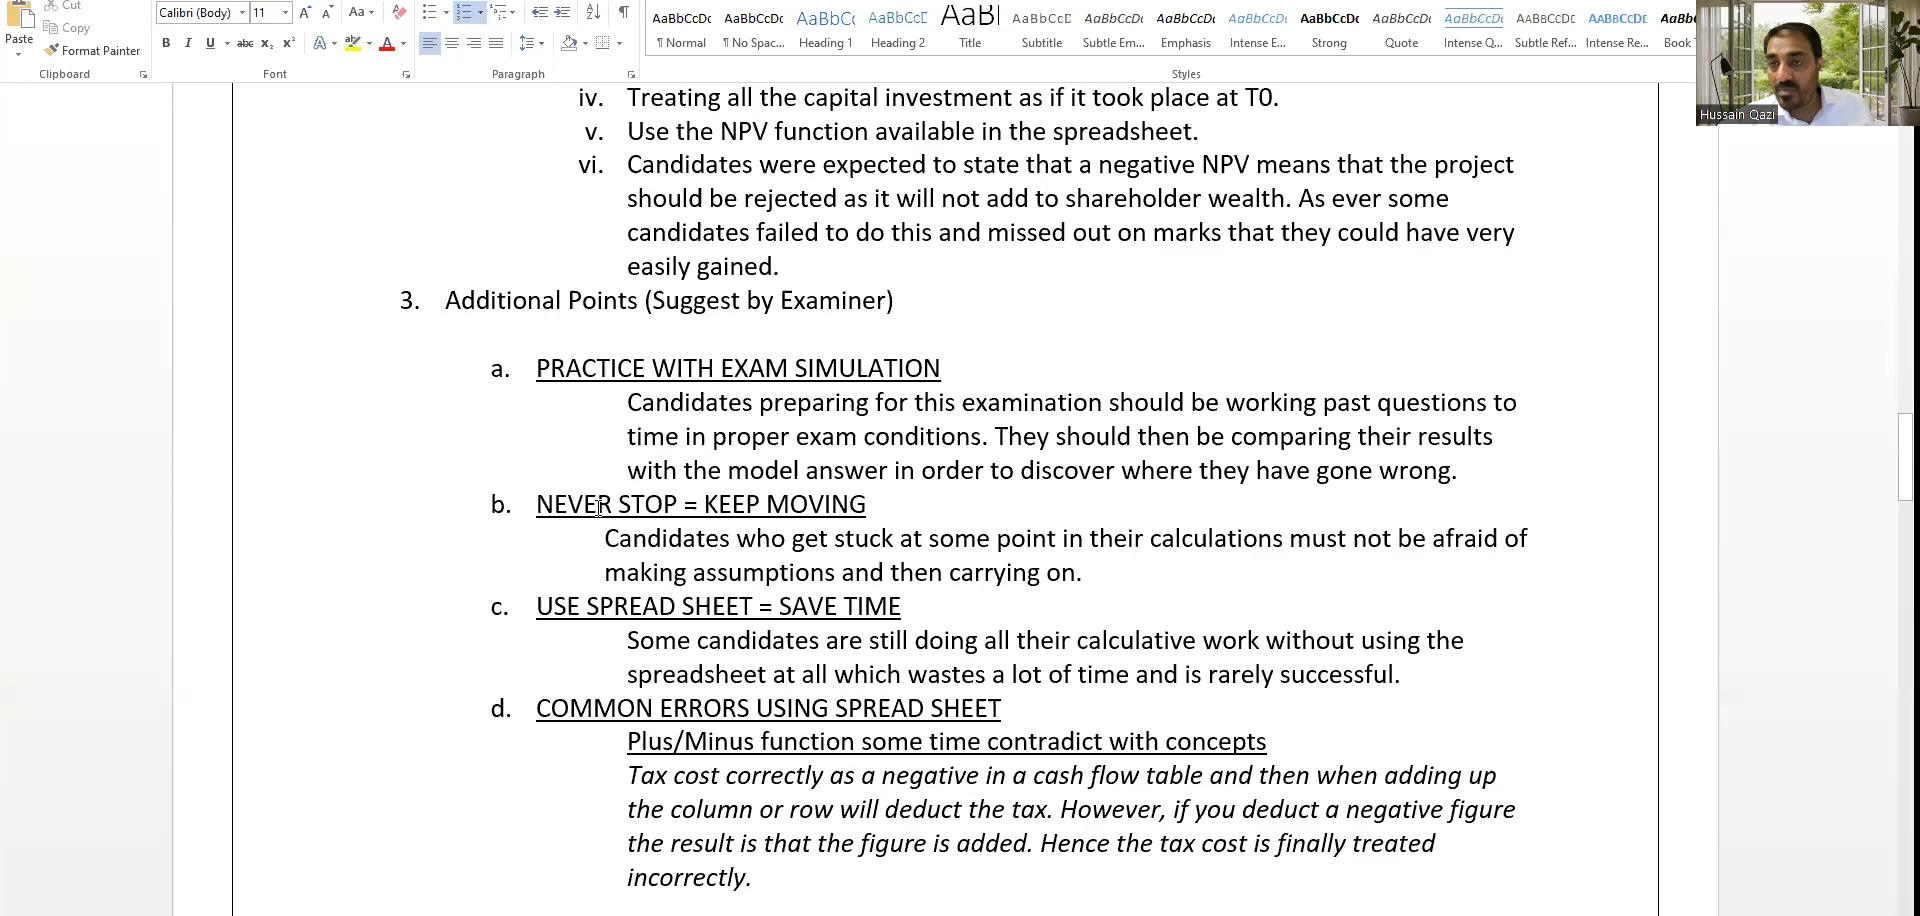 Cut
Copy
Paste
Format Painter
Clipboard
Calibri (Body) 11 A A Aa
B I U abc x₂ x² A ab A
Font
Paragraph
AaBbCcDc AaBbCcDc AaBbC( AaBbCcD AaB AaBbCcD AaBbCcDc AaBbCcDc AaBbCcDc AaBbCcDc AaBbCcDc AaBbCcDc AABBCCDE AABBCCDE
¶ Normal ¶ No Spac... Heading 1 Heading 2 Title Subtitle Subtle Em... Emphasis Intense E... Strong Quote Intense Q... Subtle Ref... Intense Re... Book
Styles
Hussain Qazi
iv. Treating all the capital investment as if it took place at T0.
v. Use the NPV function available in the spreadsheet.
vi. Candidates were expected to state that a negative NPV means that the project
should be rejected as it will not add to shareholder wealth. As ever some
candidates failed to do this and missed out on marks that they could have very
easily gained.
3. Additional Points (Suggest by Examiner)
a. PRACTICE WITH EXAM SIMULATION
Candidates preparing for this examination should be working past questions to
time in proper exam conditions. They should then be comparing their results
with the model answer in order to discover where they have gone wrong.
b. NEVER STOP = KEEP MOVING
Candidates who get stuck at some point in their calculations must not be afraid of
making assumptions and then carrying on.
c. USE SPREAD SHEET = SAVE TIME
Some candidates are still doing all their calculative work without using the
spreadsheet at all which wastes a lot of time and is rarely successful.
d. COMMON ERRORS USING SPREAD SHEET
Plus/Minus function some time contradict with concepts
Tax cost correctly as a negative in a cash flow table and then when adding up
the column or row will deduct the tax. However, if you deduct a negative figure
the result is that the figure is added. Hence the tax cost is finally treated
incorrectly.